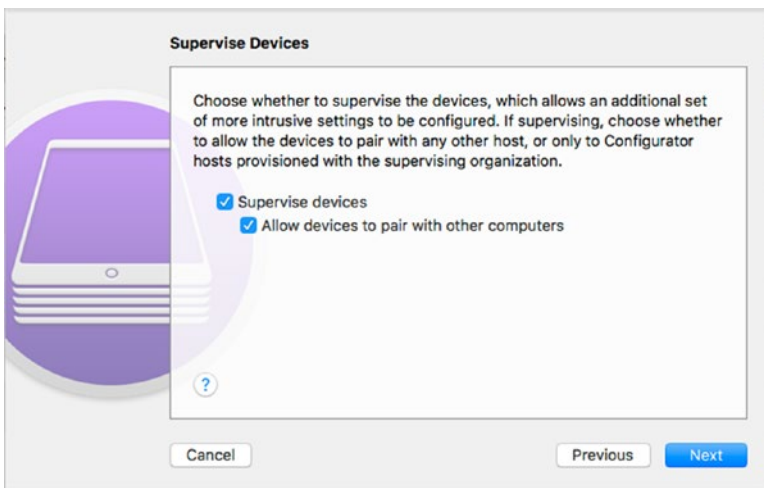 Supervise Devices
Choose whether to supervise the devices, which allows an additional set
of more intrusive settings to be configured. If supervising, choose whether
to allow the devices to pair with any other host, or only to Configurator
hosts provisioned with the supervising organization.
Supervise devices
Allow devices to pair with other computers
?
Cancel
Previous
Next